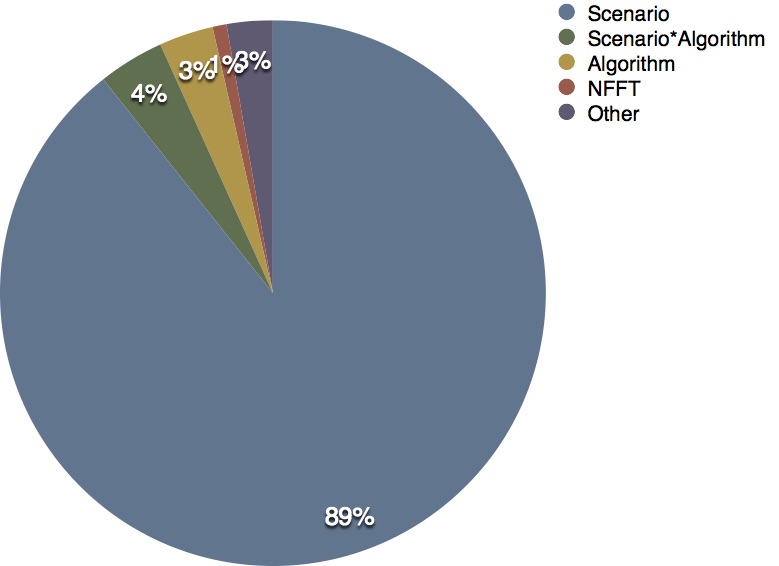 Scenario
Scenario*Algorithm
Algorithm
NFFT
Other
4%
3%
1%
3%
89%